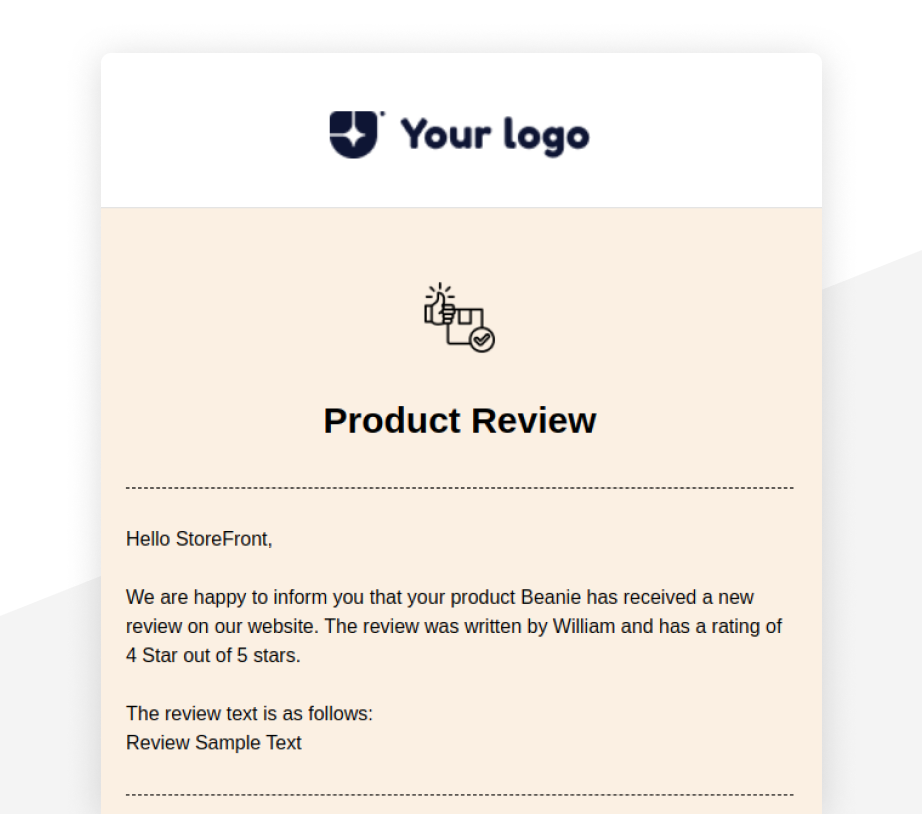 Your logo
Product Review
Hello StoreFront,
We are happy to inform you that your product Beanie has received a new
review on our website. The review was written by William and has a rating of
4 Star out of 5 stars.
The review text is as follows:
Review Sample Text